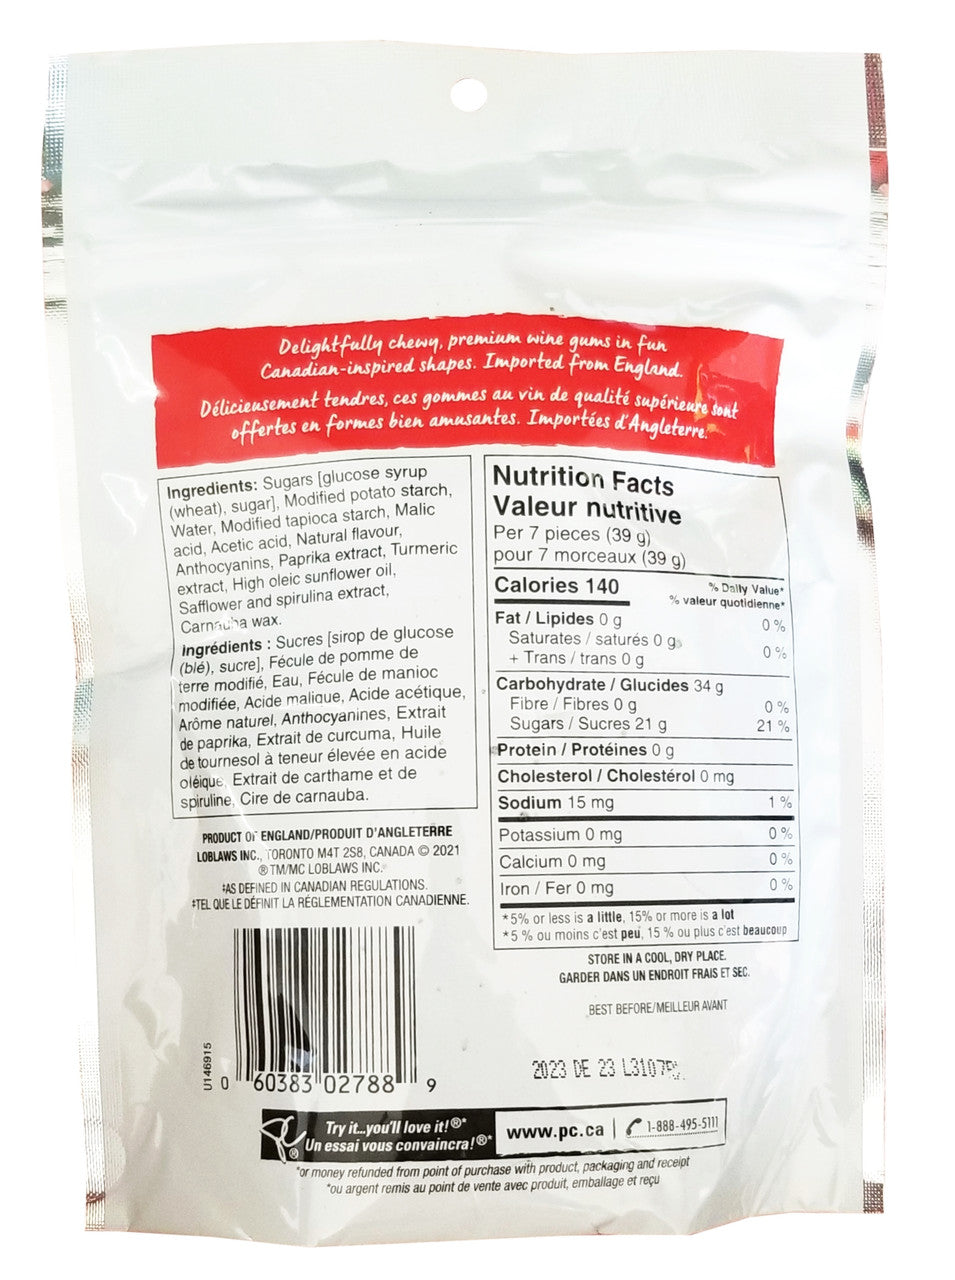 Delightfully chewy, premium wine gums in fun
Canadian-inspired shapes. Imported from England.
Délicieusement tendres, ces gommes au vin de qualité supérieure sont
offertes en formes bien amusantes. Importées d'Angleterre.
Ingredients: Sugars [glucose syrup
(wheat), sugar], Modified potato starch,
Water, Modified tapioca starch, Malic
acid, Acetic acid, Natural flavour,
Anthocyanins, Paprika extract, Turmeric
extract, High oleic sunflower oil,
Safflower and spirulina extract,
Carnauba wax.
Ingrédients : Sucres [sirop de glucose
(blé), sucre], Fécule de pomme de
terre modifié, Eau, Fécule de manioc
modifiée, Acide malique, Acide acétique,
Arôme naturel, Anthocyanines, Extrait
de paprika, Extrait de curcuma, Huile
de tournesol à teneur élevée en acide
oléique, Extrait de carthame et de
spiruline, Cire de carnauba.
PRODUCT OF ENGLAND/PRODUIT D'ANGLETERRE
LOBLAWS INC., TORONTO M4T 2S8, CANADA © 2021
®TM/MC LOBLAWS INC.
‡AS DEFINED IN CANADIAN REGULATIONS.
‡TEL QUE LE DÉFINIT LA RÉGLEMENTATION CANADIENNE.
U146915
0 60383 02788 9
Nutrition Facts
Valeur nutritive
Per 7 pieces (39 g)
pour 7 morceaux (39 g)
Calories 140
% Daily Value*
% valeur quotidienne*
Fat / Lipides 0 g 0 %
Saturates / saturés 0 g
+ Trans / trans 0 g 0 %
Carbohydrate / Glucides 34 g
Fibre / Fibres 0 g 0 %
Sugars / Sucres 21 g 21 %
Protein / Protéines 0 g
Cholesterol / Cholestérol 0 mg
Sodium 15 mg 1 %
Potassium 0 mg 0 %
Calcium 0 mg 0 %
Iron / Fer 0 mg 0 %
*5% or less is a little, 15% or more is a lot
*5 % ou moins c'est peu, 15 % ou plus c'est beaucoup
STORE IN A COOL, DRY PLACE.
GARDER DANS UN ENDROIT FRAIS ET SEC.
BEST BEFORE/MEILLEUR AVANT
2023 DE 23
PC®
Try it...you'll love it!®*
Un essai vous convaincra!®*
www.pc.ca | 1-888-495-5111
*or money refunded from point of purchase with product, packaging and receipt
*ou argent remis au point de vente avec produit, emballage et reçu